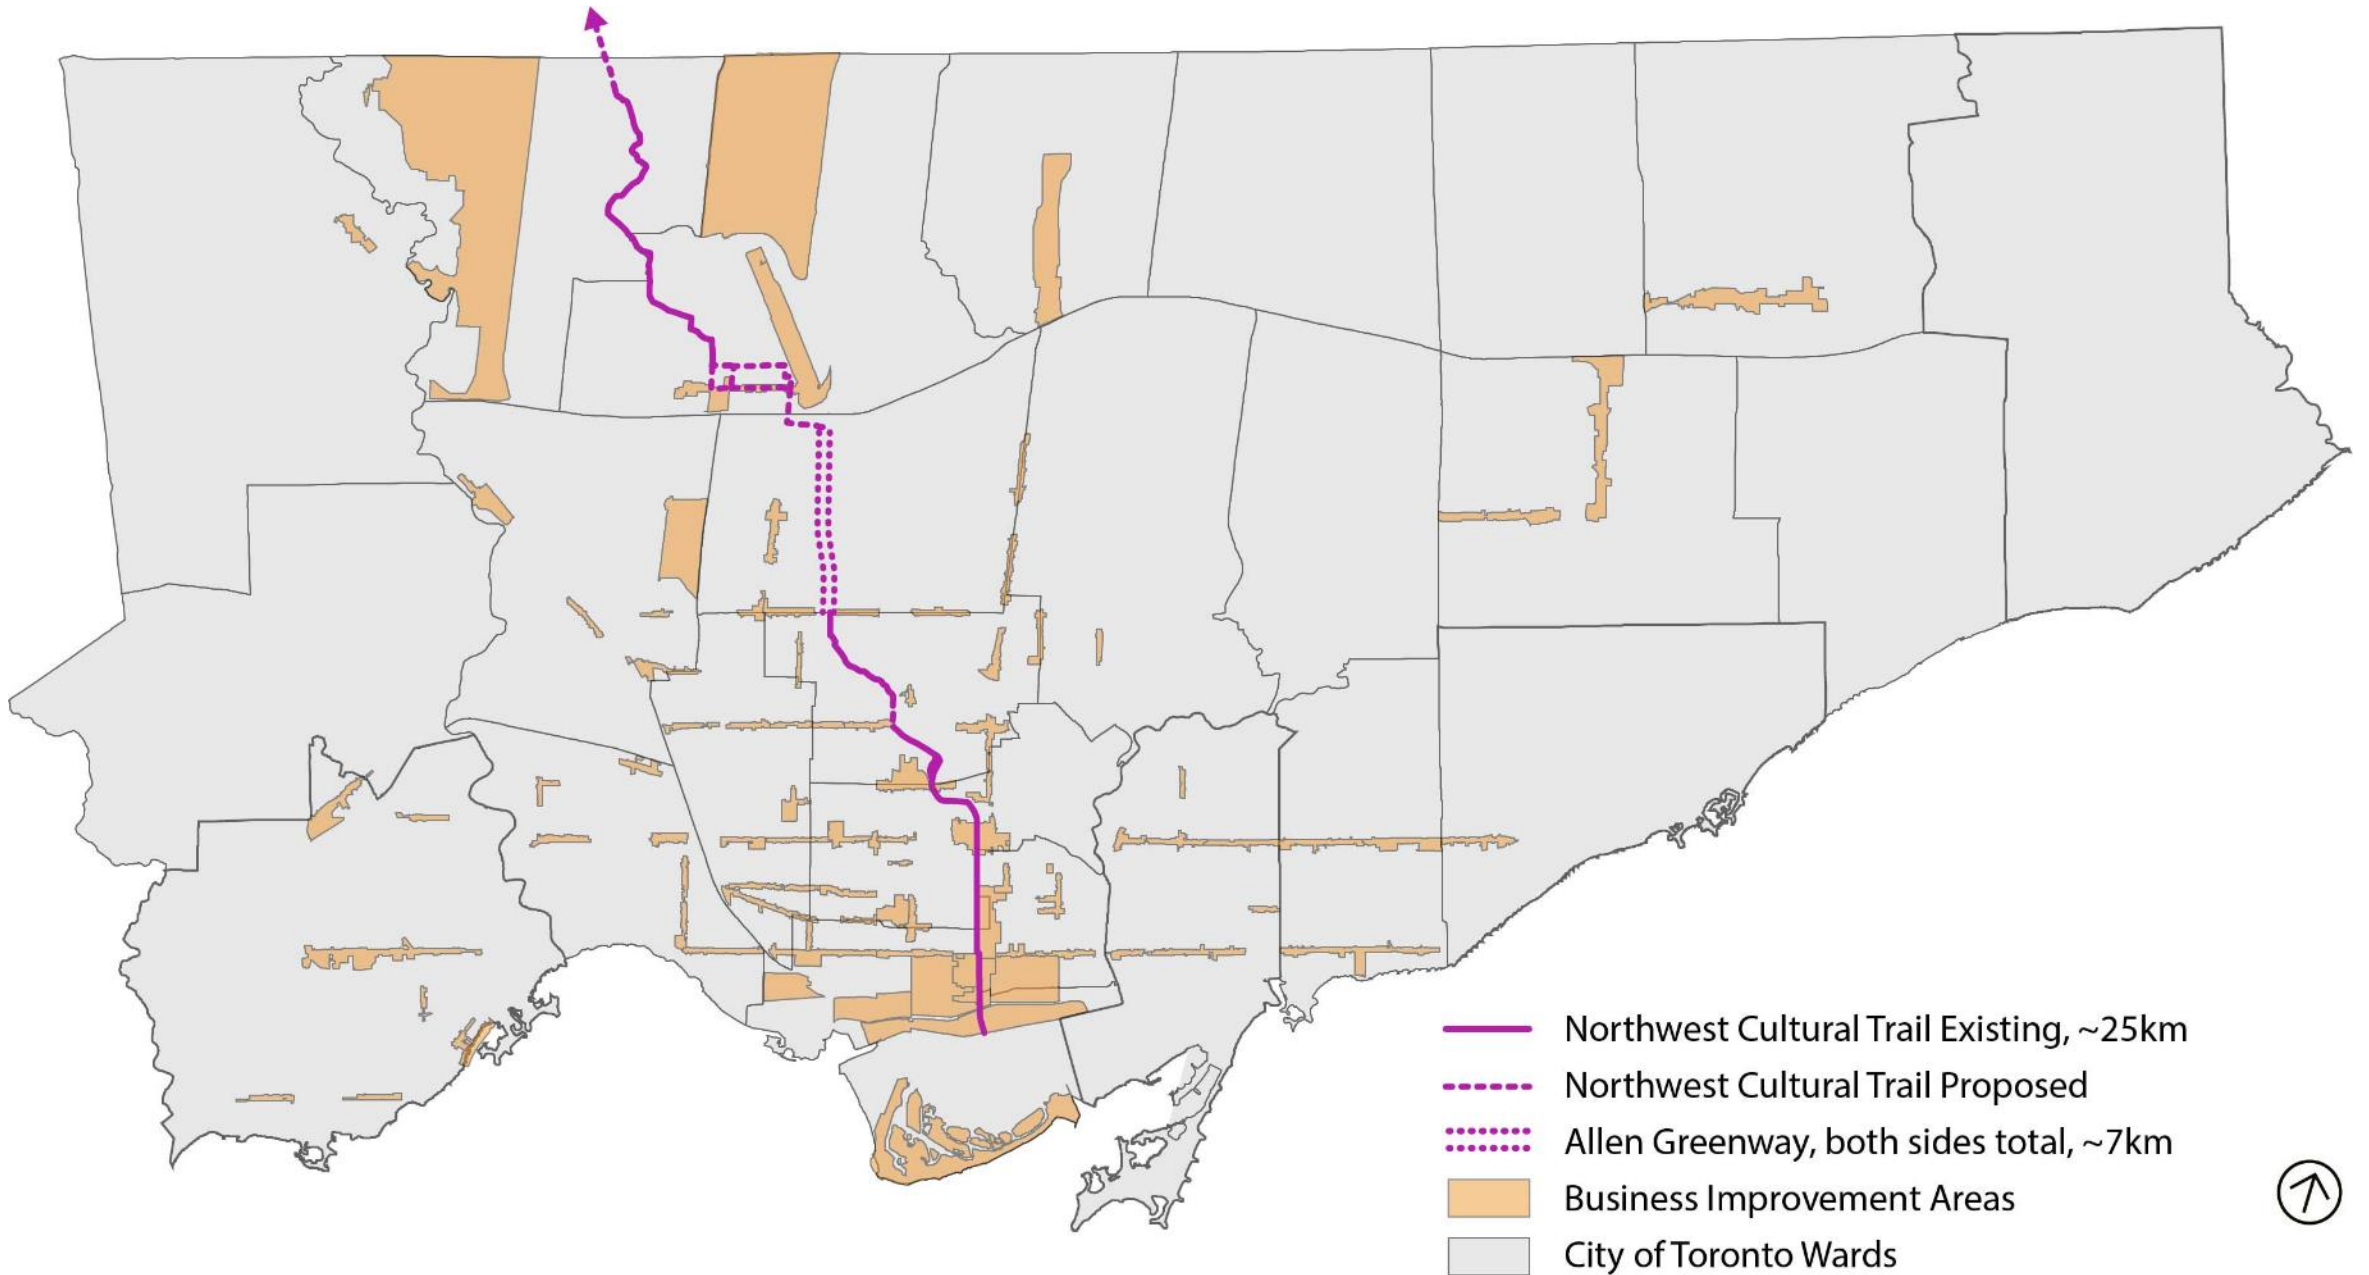 Northwest Cultural Trail Existing, ~25km
Northwest Cultural Trail Proposed
Allen Greenway, both sides total, ~7km
Business Improvement Areas
City of Toronto Wards